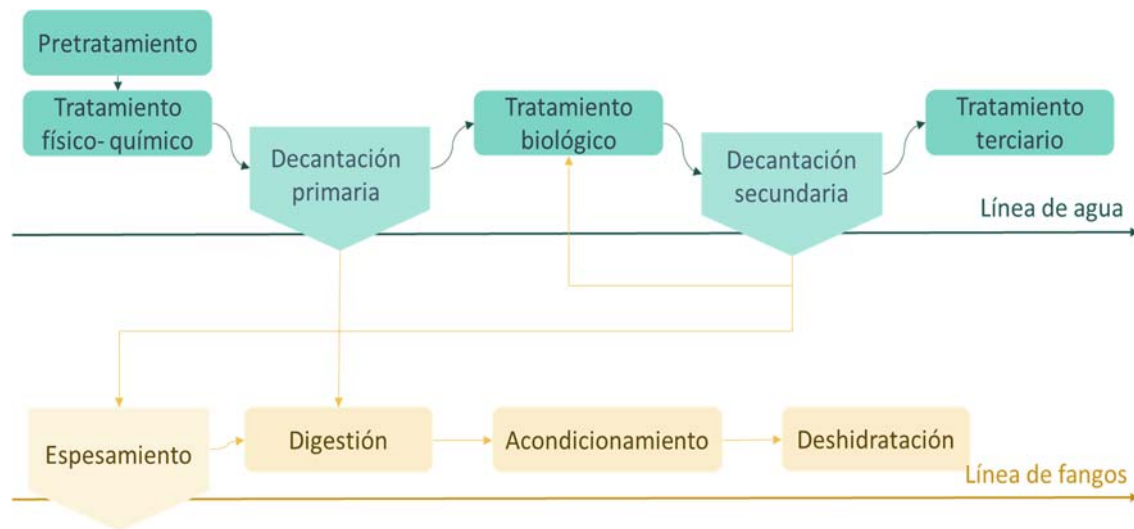 Pretratamiento
Tratamiento
físico- químico
Decantación
primaria
Tratamiento
biológico
Decantación
secundaria
Tratamiento
terciario
Línea de agua
Espesamiento
Digestión
Acondicionamiento
Deshidratación
Línea de fangos